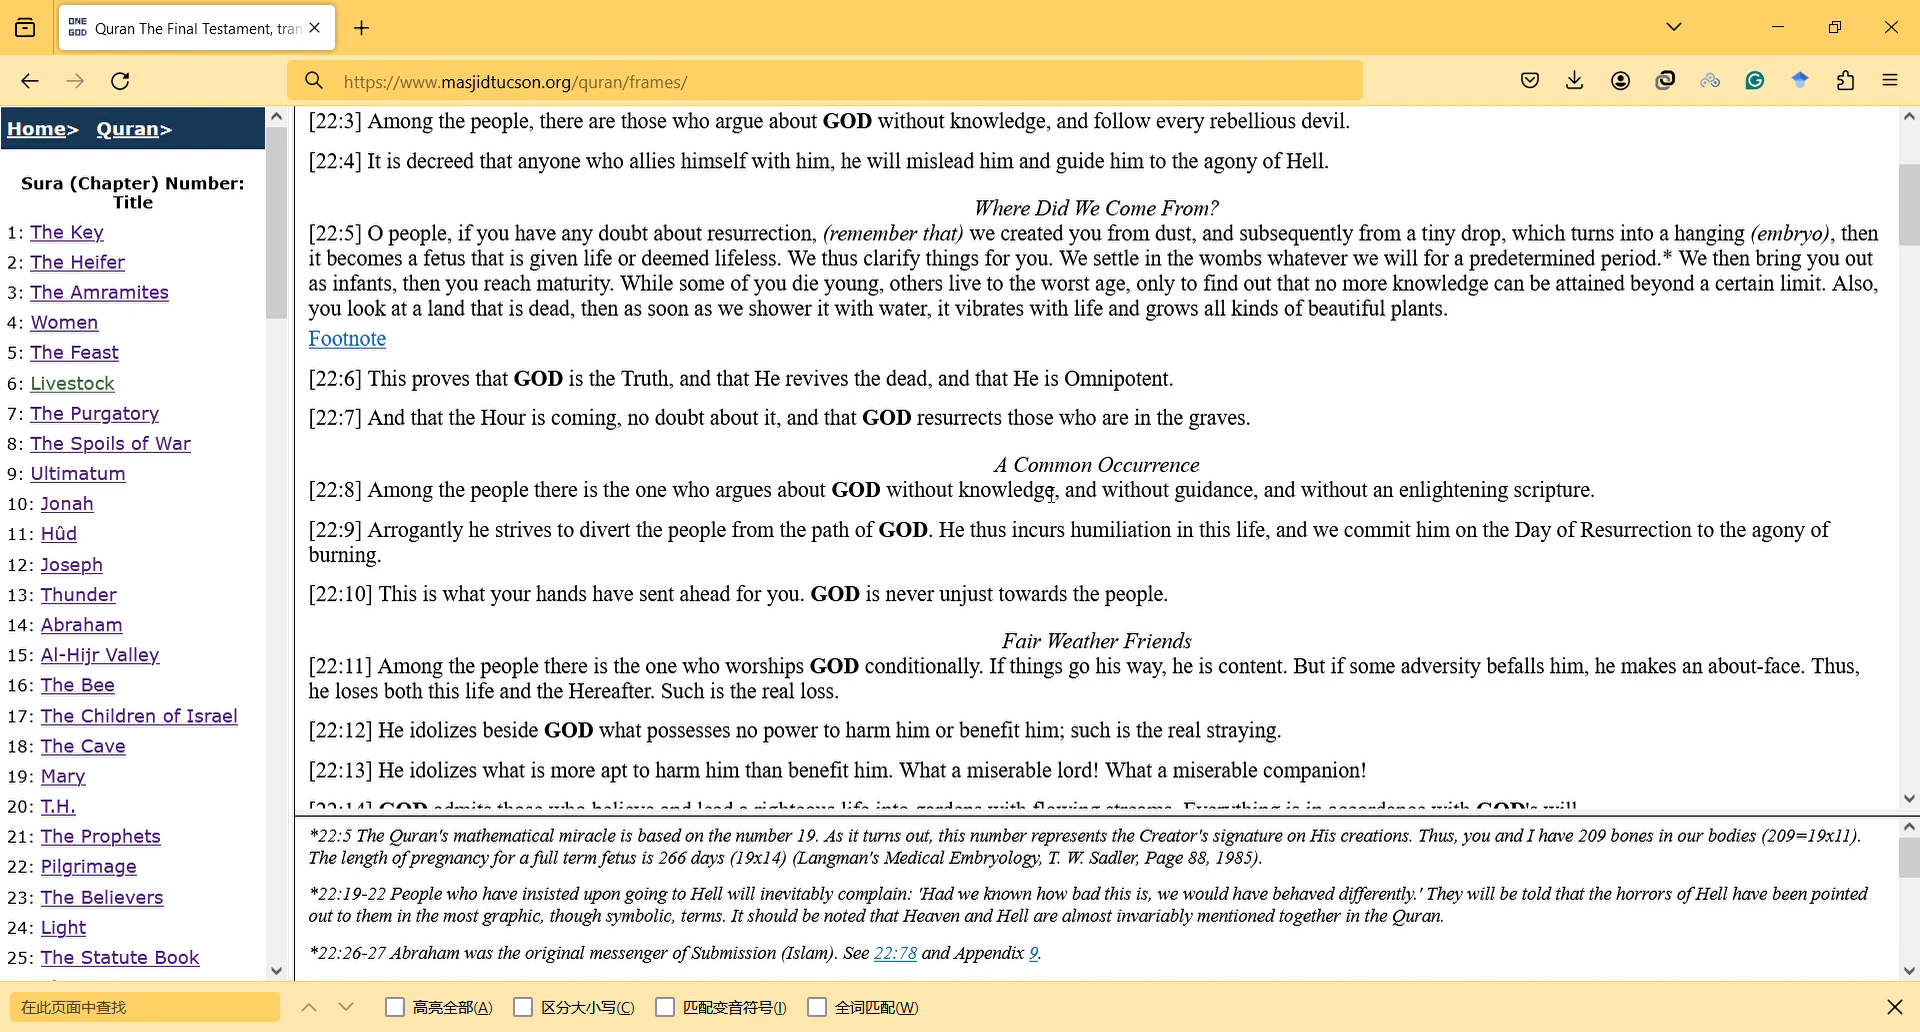 ONE
GOD
Quran The Final Testament, tran
https://www.masjidtucson.org/quran/frames/
Home> Quran>
Sura (Chapter) Number:
Title
1: The Key
2: The Heifer
3: The Amramites
4: Women
5: The Feast
6: Livestock
7: The Purgatory
8: The Spoils of War
9: Ultimatum
10: Jonah
11: Hûd
12: Joseph
13: Thunder
14: Abraham
15: Al-Hijr Valley
16: The Bee
17: The Children of Israel
18: The Cave
19: Mary
20: T.H.
21: The Prophets
22: Pilgrimage
23: The Believers
24: Light
25: The Statute Book
[22:3] Among the people, there are those who argue about GOD without knowledge, and follow every rebellious devil.
[22:4] It is decreed that anyone who allies himself with him, he will mislead him and guide him to the agony of Hell.
Where Did We Come From?
[22:5] O people, if you have any doubt about resurrection, (remember that) we created you from dust, and subsequently from a tiny drop, which turns into a hanging (embryo), then
it becomes a fetus that is given life or deemed lifeless. We thus clarify things for you. We settle in the wombs whatever we will for a predetermined period.* We then bring you out
as infants, then you reach maturity. While some of you die young, others live to the worst age, only to find out that no more knowledge can be attained beyond a certain limit. Also,
you look at a land that is dead, then as soon as we shower it with water, it vibrates with life and grows all kinds of beautiful plants.
Footnote
[22:6] This proves that GOD is the Truth, and that He revives the dead, and that He is Omnipotent.
[22:7] And that the Hour is coming, no doubt about it, and that GOD resurrects those who are in the graves.
A Common Occurrence
[22:8] Among the people there is the one who argues about GOD without knowledge, and without guidance, and without an enlightening scripture.
[22:9] Arrogantly he strives to divert the people from the path of GOD. He thus incurs humiliation in this life, and we commit him on the Day of Resurrection to the agony of
burning.
[22:10] This is what your hands have sent ahead for you. GOD is never unjust towards the people.
Fair Weather Friends
[22:11] Among the people there is the one who worships GOD conditionally. If things go his way, he is content. But if some adversity befalls him, he makes an about-face. Thus,
he loses both this life and the Hereafter. Such is the real loss.
[22:12] He idolizes beside GOD what possesses no power to harm him or benefit him; such is the real straying.
[22:13] He idolizes what is more apt to harm him than benefit him. What a miserable lord! What a miserable companion!
[22:14] GOD admits those who believe and lead a righteous life into gardens with flowing streams. Everything is in accordance with GOD's will.
*22:5 The Quran's mathematical miracle is based on the number 19. As it turns out, this number represents the Creator's signature on His creations. Thus, you and I have 209 bones in our bodies (209=19x11).
The length of pregnancy for a full term fetus is 266 days (19x14) (Langman's Medical Embryology, T. W. Sadler, Page 88, 1985).
*22:19-22 People who have insisted upon going to Hell will inevitably complain: 'Had we known how bad this is, we would have behaved differently.' They will be told that the horrors of Hell have been pointed
out to them in the most graphic, though symbolic, terms. It should be noted that Heaven and Hell are almost invariably mentioned together in the Quran.
*22:26-27 Abraham was the original messenger of Submission (Islam). See 22:78 and Appendix 9.
在此页面中查找 高亮全部(A) 区分大小写(C) 匹配变音符号(I) 全词匹配(W)